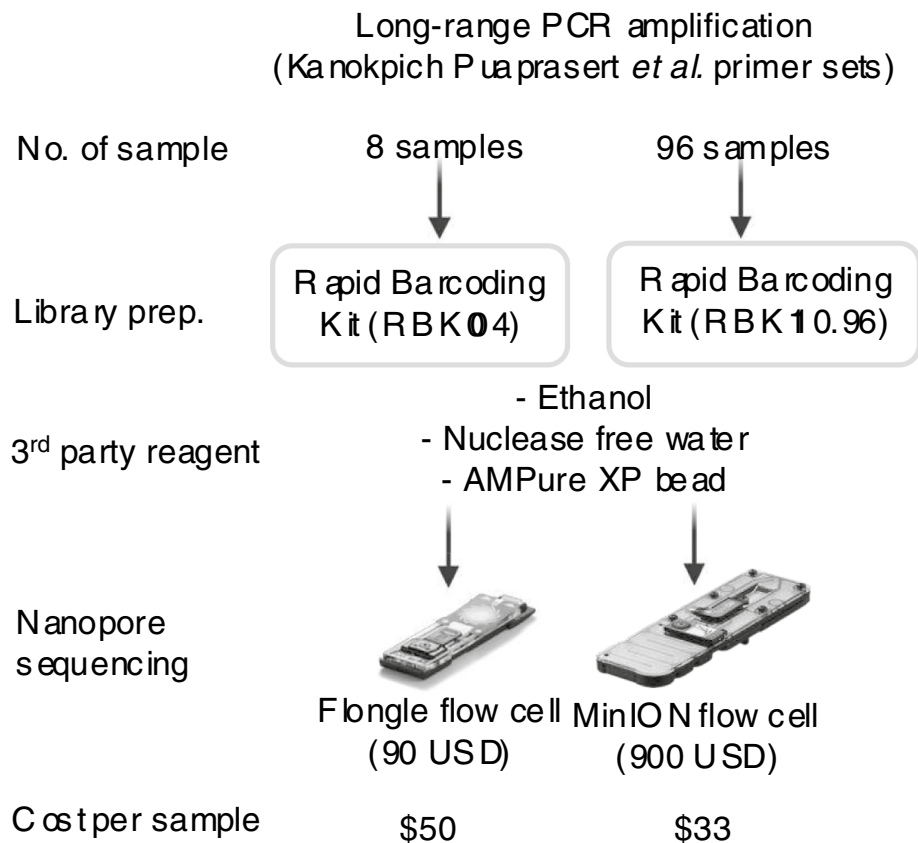 Long-range PCR amplification
(Kanokpich Puaprasert et al. primer sets)
No. of sample 8 samples 96 samples
Rapid Barcoding Rapid Barcoding
Library prep. Kit (RBK004) Kit (RBK110.96)
- Ethanol
3rd party reagent - Nuclease free water
- AMPure XP bead
Nanopore
sequencing
Flongle flow cell MinION flow cell
(90 USD) (900 USD)
Cost per sample $50 $33